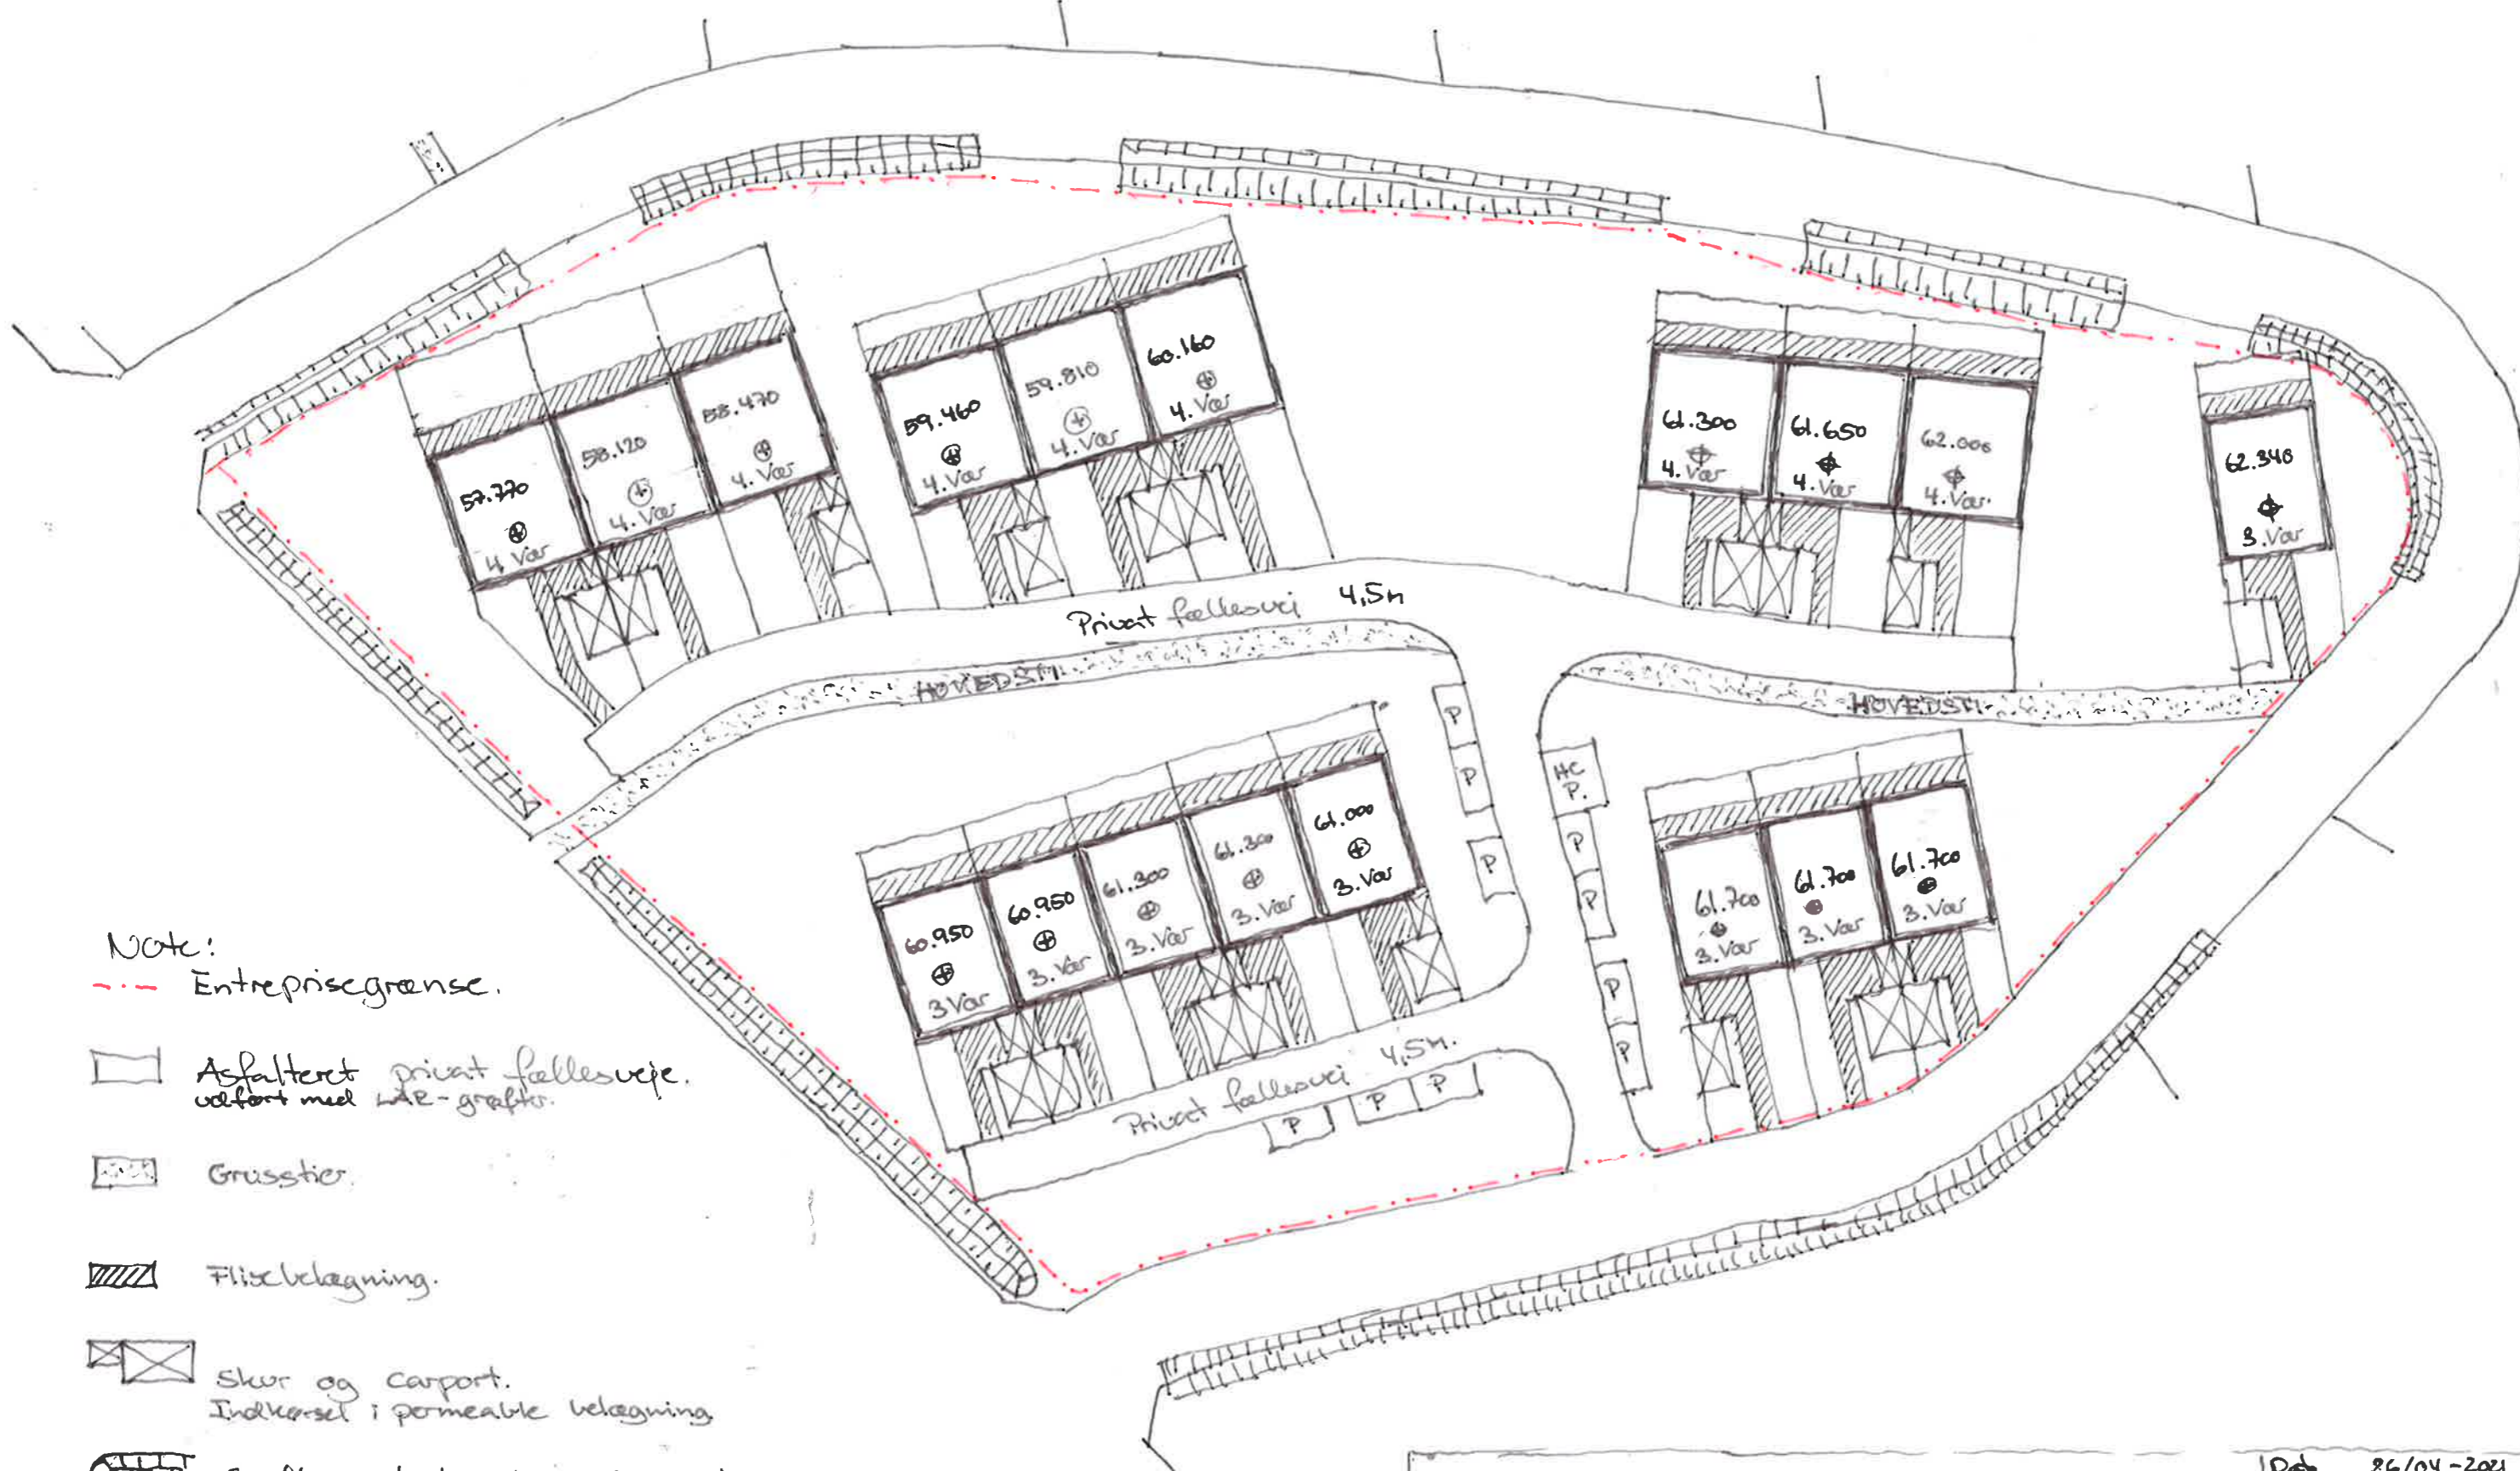 57.770
4. Vær
58.120
4. Vær
58.470
4. Vær
59.460
4. Vær
59.810
4. Vær
60.160
4. Vær
61.300
4. Vær
61.650
4. Vær
62.000
4. Vær
62.340
3. Vær
Privat fællesvej 4,5m
HOVEDSTI
HOVEDSTI
60.950
3 Vær
60.950
3. Vær
61.300
3. Vær
61.300
3. Vær
61.000
3. Vær
P
P
P
HC
P.
P
P
P
P
61.700
3. Vær
61.700
3. Vær
61.700
3. Vær
Privat fællesvej 4,5m.
P
P
P
Note:
Entreprisegrænse.
Asfalteret privat fællesveje.
udført med LAR-grøfter.
Grusstier.
Flisebelægning.
Skur og carport.
Indkørsel i permeable belægning
Dato 26/04-2021